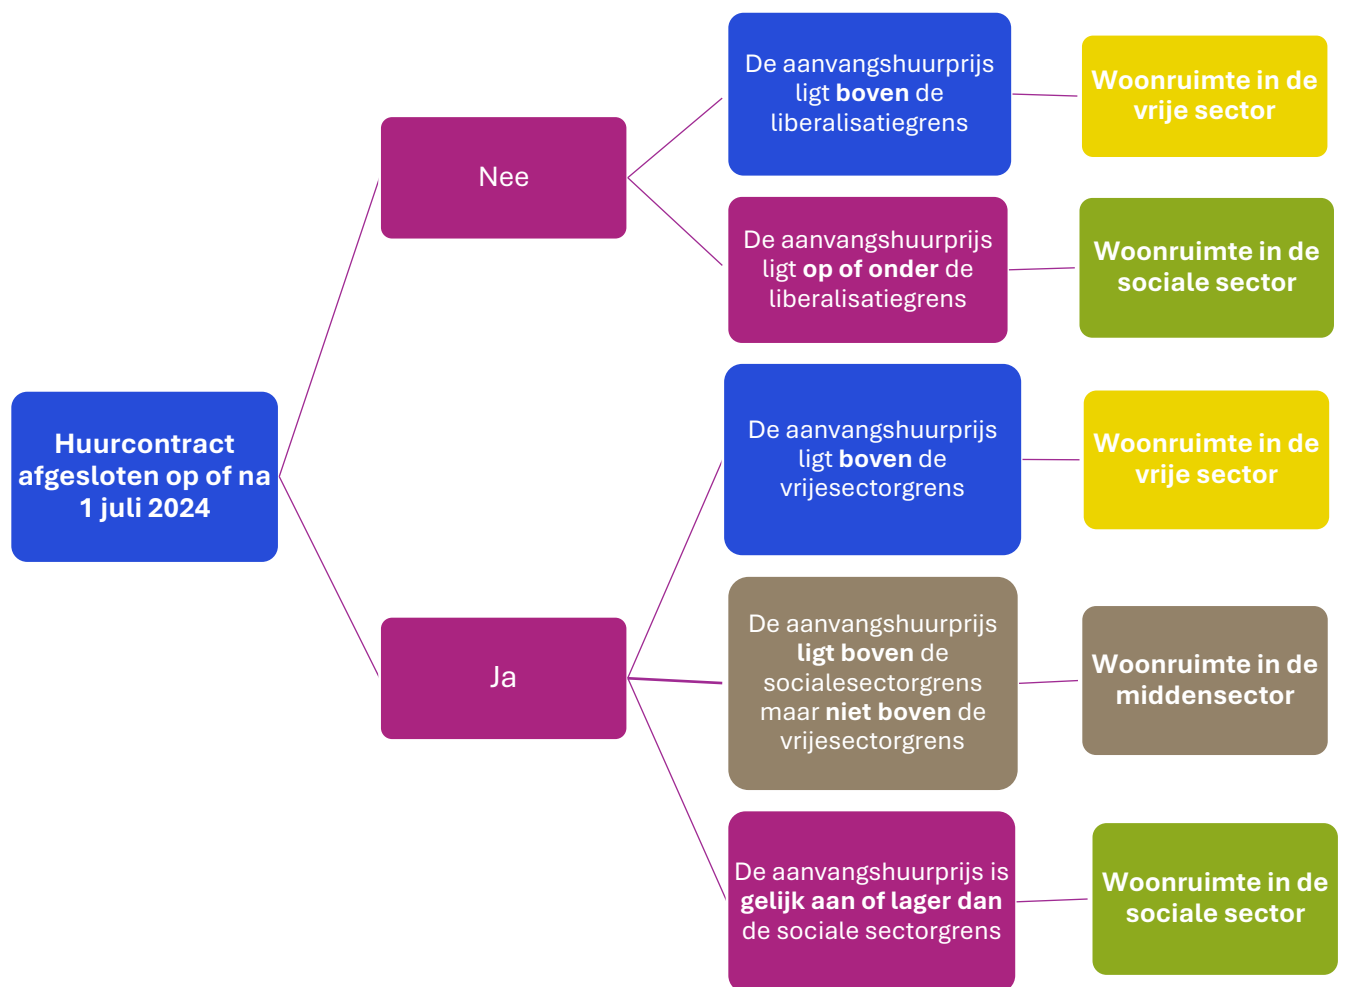 Huurcontract
afgesloten op of na
1 juli 2024
Nee
De aanvangshuurprijs
ligt boven de
liberalisatiegrens
Woonruimte in de
vrije sector
De aanvangshuurprijs
ligt op of onder de
liberalisatiegrens
Woonruimte in de
sociale sector
Ja
De aanvangshuurprijs
ligt boven de
vrijesectorgrens
Woonruimte in de
vrije sector
De aanvangshuurprijs
ligt boven de
socialesectorgrens
maar niet boven de
vrijesectorgrens
Woonruimte in de
middensector
De aanvangshuurprijs is
gelijk aan of lager dan
de sociale sectorgrens
Woonruimte in de
sociale sector